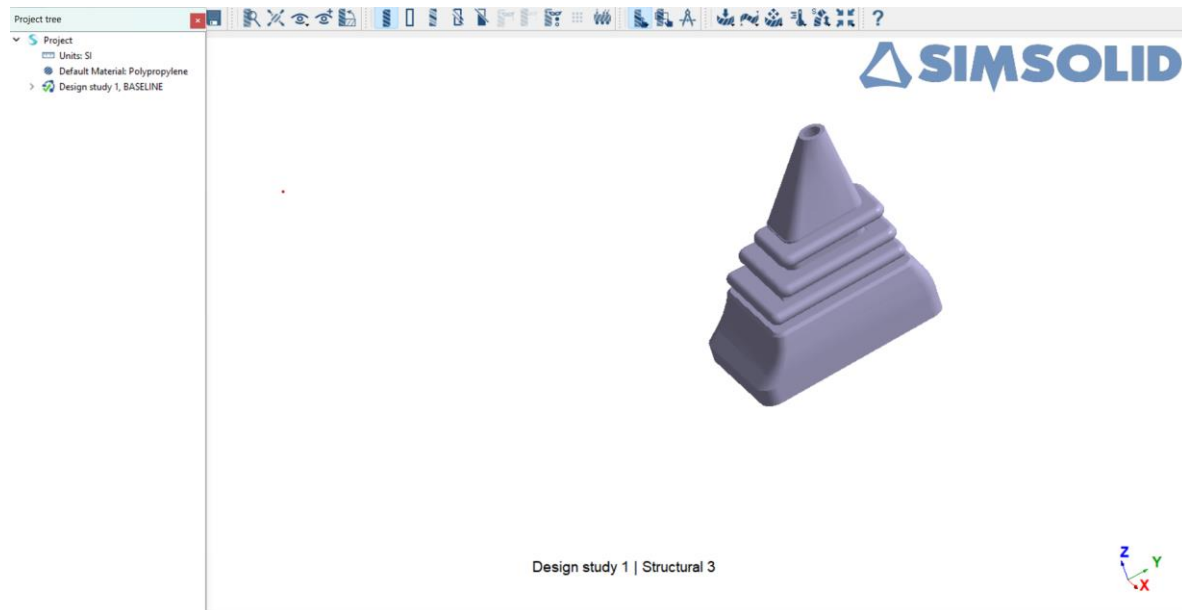 Project tree
Project
Units: SI
Default Material: Polypropylene
Design study 1, BASELINE
SIMSOLID
Design study 1 | Structural 3
Z
Y
X